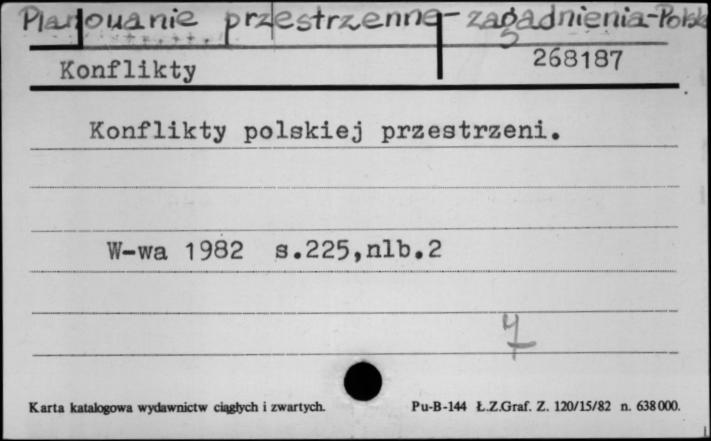 Planowanie przestrzenne - zagadnienia - Polska
Konflikty
268187
Konflikty polskiej przestrzeni.
W-wa 1982 s.225,nlb.2
Karta katalogowa wydawnictw ciągłych i zwartych.
Pu-B-144 Ł.Z.Graf. Z. 120/15/82 n. 638000.